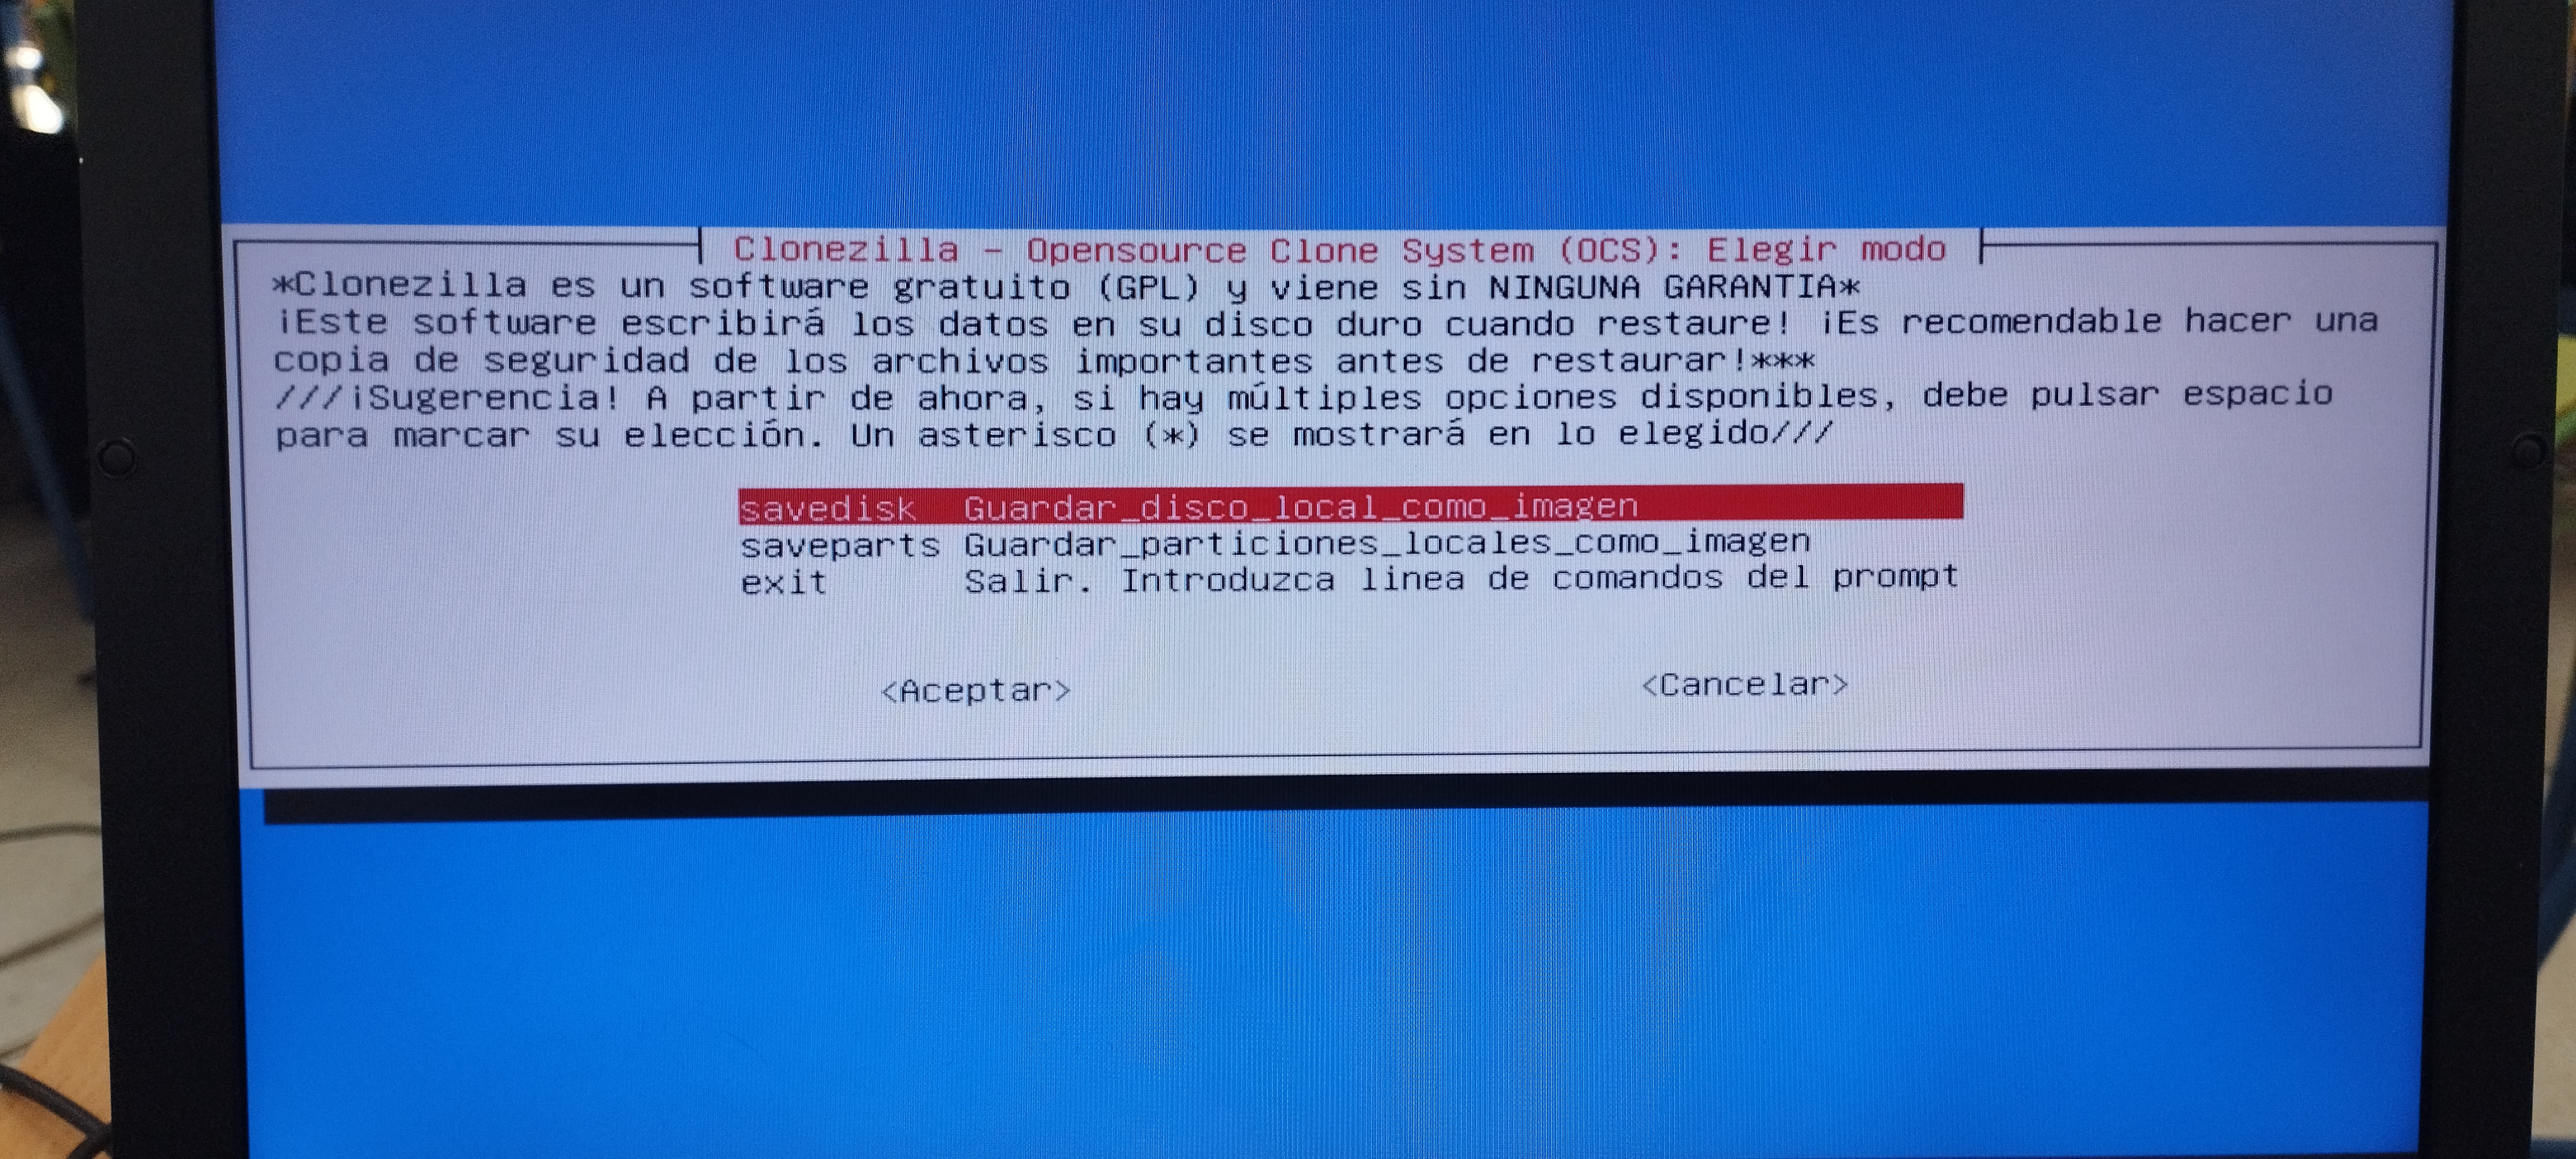 Clonezilla - Opensource Clone System (OCS): Elegir modo
*Clonezilla es un software gratuito (GPL) y viene sin NINGUNA GARANTIA*
¡Este software escribirá los datos en su disco duro cuando restaure! ¡Es recomendable hacer una
copia de seguridad de los archivos importantes antes de restaurar!***
///¡Sugerencia! A partir de ahora, si hay múltiples opciones disponibles, debe pulsar espacio
para marcar su elección. Un asterisco (*) se mostrará en lo elegido///
savedisk Guardar_disco_local_como_imagen
saveparts Guardar_particiones_locales_como_imagen
exit Salir. Introduzca linea de comandos del prompt
<Aceptar> <Cancelar>